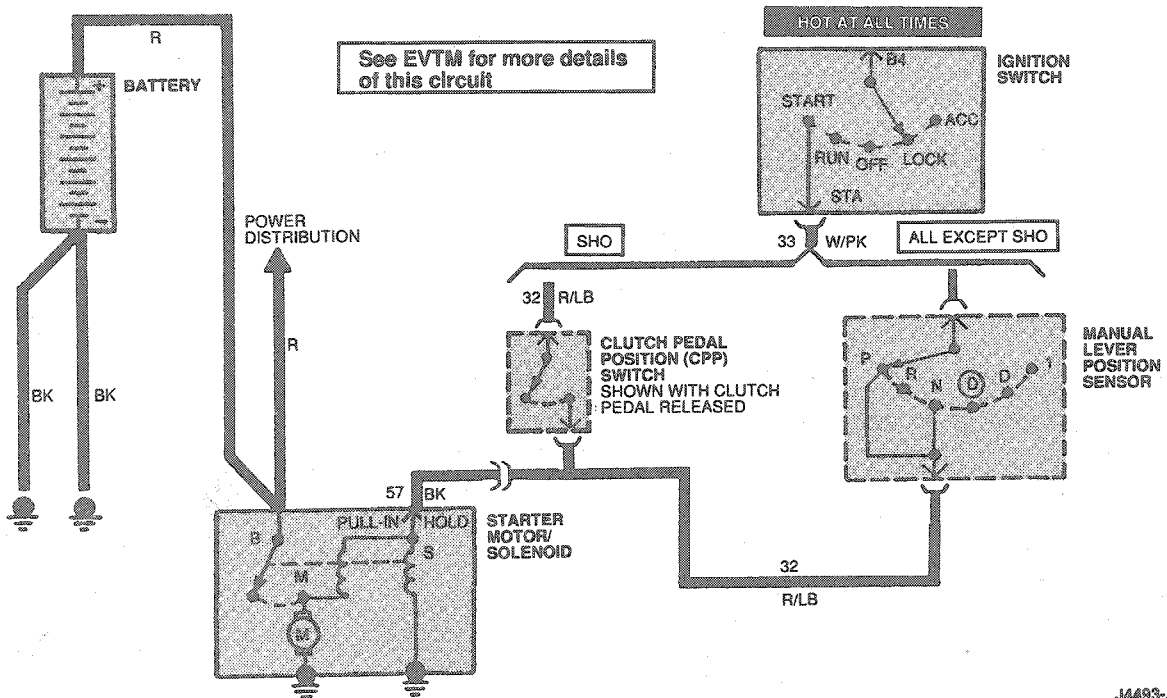 HOT AT ALL TIMES
R
See EVTM for more details
of this circuit
B4
IGNITION
SWITCH
+
BATTERY
START
ACC
RUN
OFF
LOCK
STA
-
POWER
DISTRIBUTION
SHO
33
W/PK
ALL EXCEPT SHO
32
R/LB
R
CLUTCH PEDAL
POSITION (CPP)
SWITCH
SHOWN WITH CLUTCH
PEDAL RELEASED
MANUAL
LEVER
POSITION
SENSOR
P
R
N
D
D
1
BK
BK
57
BK
PULL-IN
HOLD
STARTER
MOTOR/
SOLENOID
B
S
M
M
32
R/LB